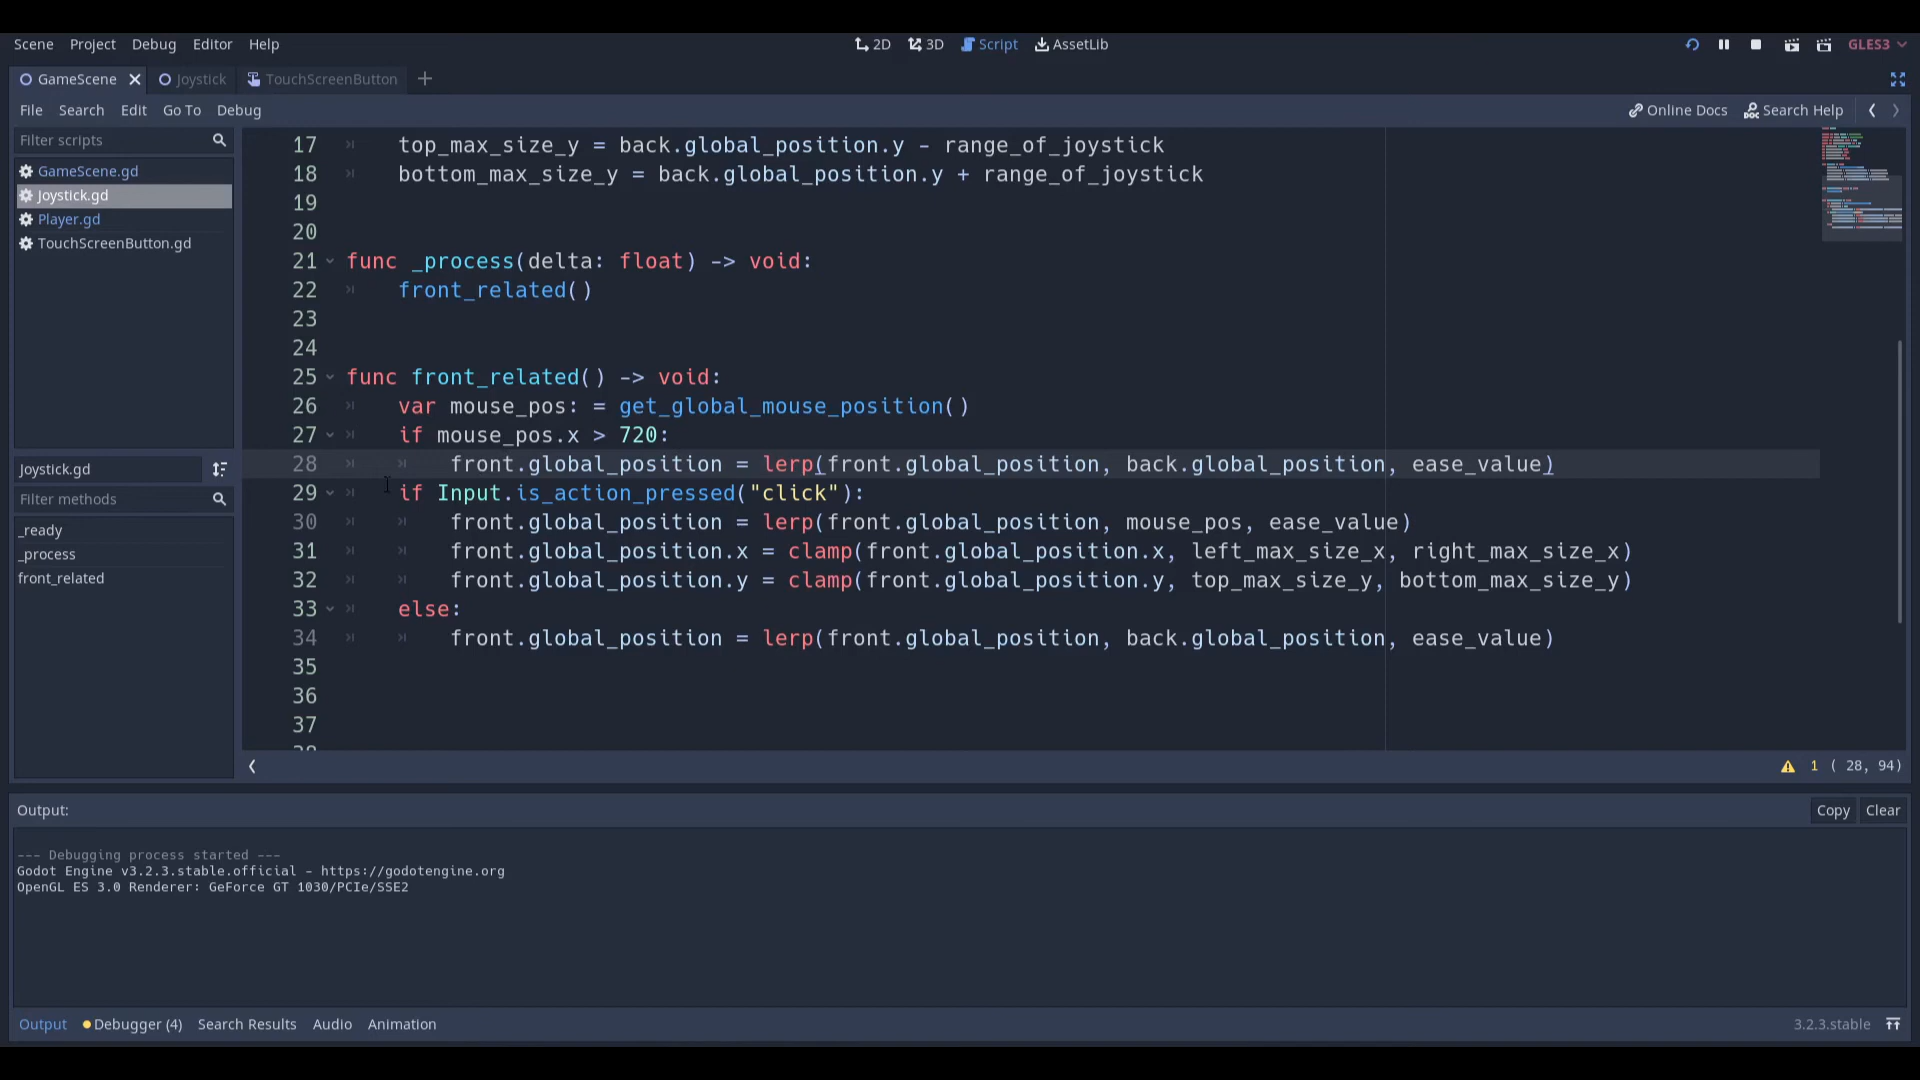 Scene Project Debug Editor Help 2D 3D Script AssetLib GLES3
GameScene Joystick TouchScreenButton
File Search Edit Go To Debug Online Docs Search Help
Filter scripts
GameScene.gd
Joystick.gd
Player.gd
TouchScreenButton.gd
Joystick.gd
Filter methods
_ready
_process
front_related
17 top_max_size_y = back.global_position.y - range_of_joystick
18 bottom_max_size_y = back.global_position.y + range_of_joystick
19
20
21 func _process(delta: float) -> void:
22 front_related()
23
24
25 func front_related() -> void:
26 var mouse_pos: = get_global_mouse_position()
27 if mouse_pos.x > 720:
28 front.global_position = lerp(front.global_position, back.global_position, ease_value)
29 if Input.is_action_pressed("click"):
30 front.global_position = lerp(front.global_position, mouse_pos, ease_value)
31 front.global_position.x = clamp(front.global_position.x, left_max_size_x, right_max_size_x)
32 front.global_position.y = clamp(front.global_position.y, top_max_size_y, bottom_max_size_y)
33 else:
34 front.global_position = lerp(front.global_position, back.global_position, ease_value)
35
36
37
38
1 ( 28, 94)
Output: Copy Clear
--- Debugging process started ---
Godot Engine v3.2.3.stable.official - https://godotengine.org
OpenGL ES 3.0 Renderer: GeForce GT 1030/PCIe/SSE2
Output Debugger (4) Search Results Audio Animation 3.2.3.stable